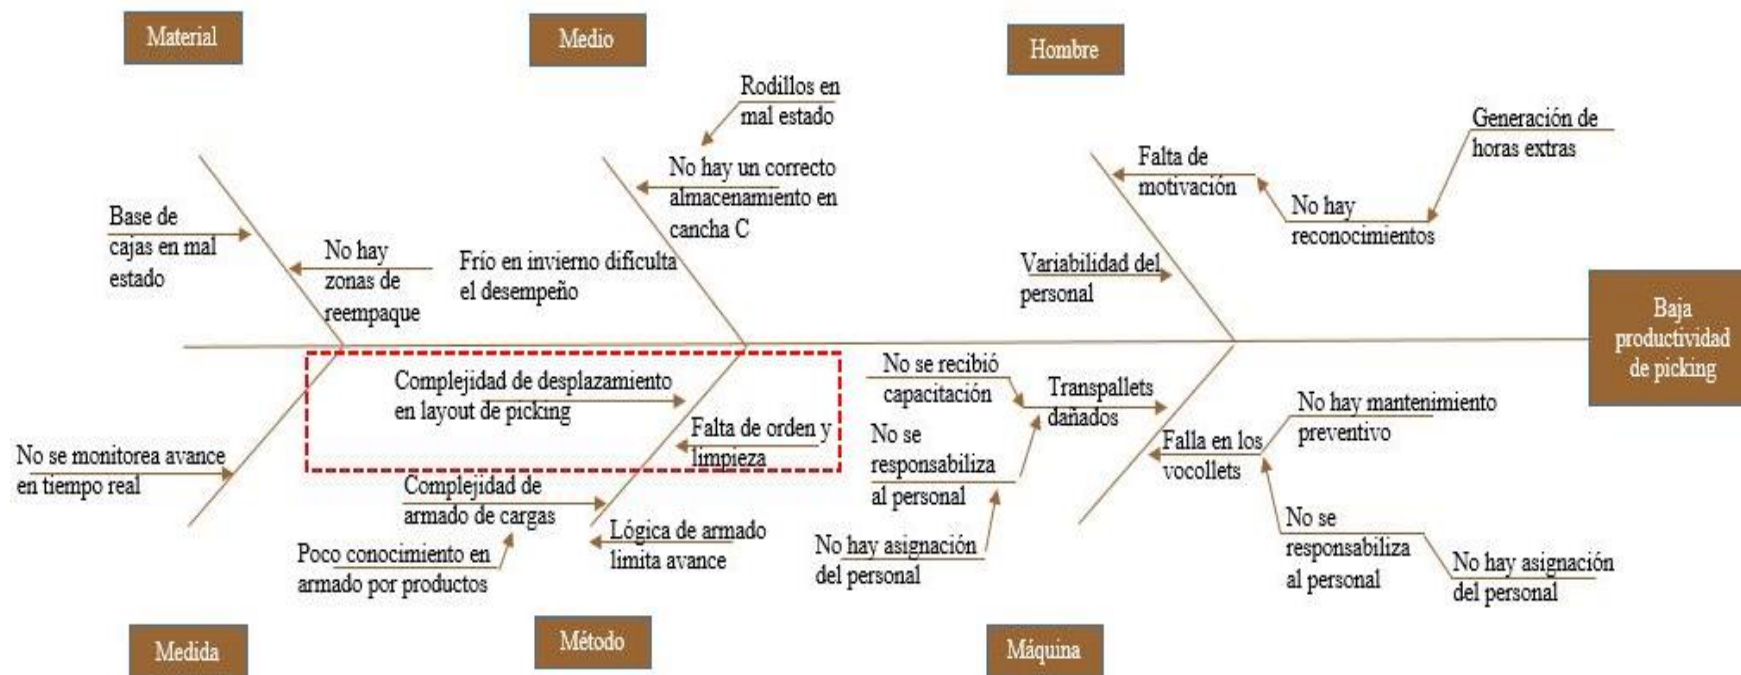 Material
Medio
Hombre
Rodillos en
mal estado
No hay un correcto
almacenamiento en
cancha C
Frío en invierno dificulta
el desempeño
Base de
cajas en mal
estado
No hay
zonas de
reempaque
Generación de
horas extras
Falta de
motivación
No hay
reconocimientos
Variabilidad del
personal
Baja
productividad
de picking
Complejidad de desplazamiento
en layout de picking
Falta de orden y
limpieza
No se monitorea avance
en tiempo real
Complejidad de
armado de cargas
Poco conocimiento en
armado por productos
Lógica de armado
limita avance
No se recibió
capacitación
Transpallets
dañados
No se
responsabiliza
al personal
No hay asignación
del personal
No hay mantenimiento
preventivo
Falla en los
vocollets
No se
responsabiliza
al personal
No hay asignación
del personal
Medida
Método
Máquina